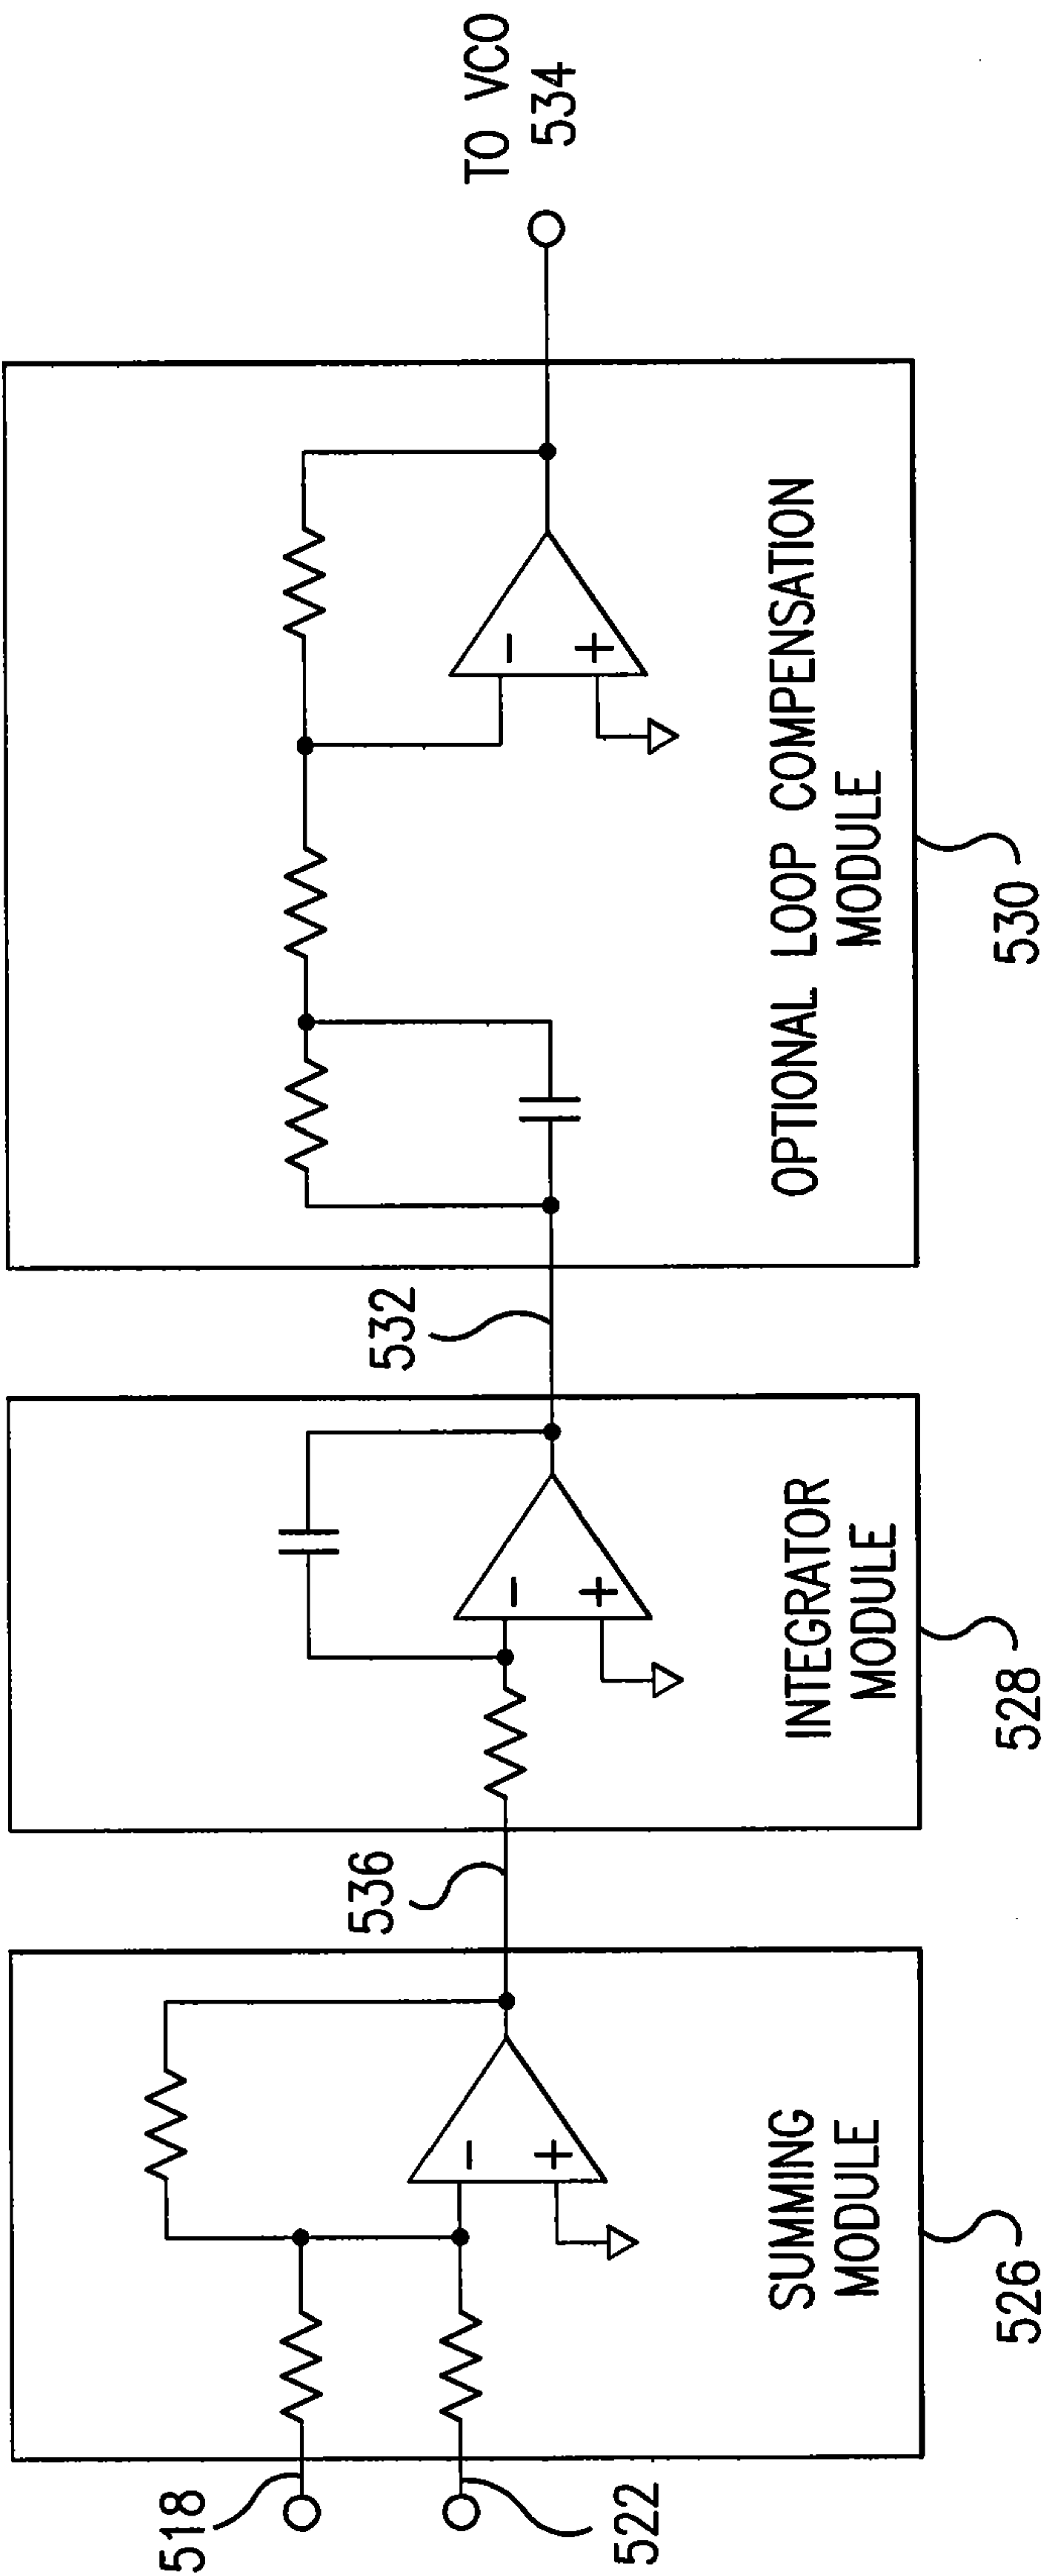 518
522
SUMMING
MODULE
526
536
INTEGRATOR
MODULE
528
532
OPTIONAL LOOP COMPENSATION
MODULE
530
TO VCO
534
-
+
-
+
-
+